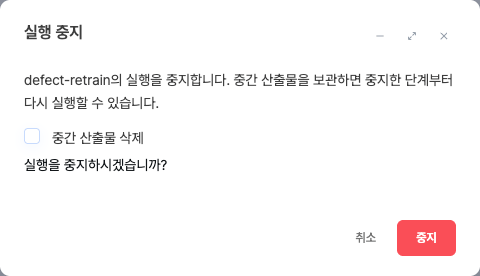 실행 중지
defect-retrain의 실행을 중지합니다. 중간 산출물을 보관하면 중지한 단계부터
다시 실행할 수 있습니다.
중간 산출물 삭제
실행을 중지하시겠습니까?
취소
중지